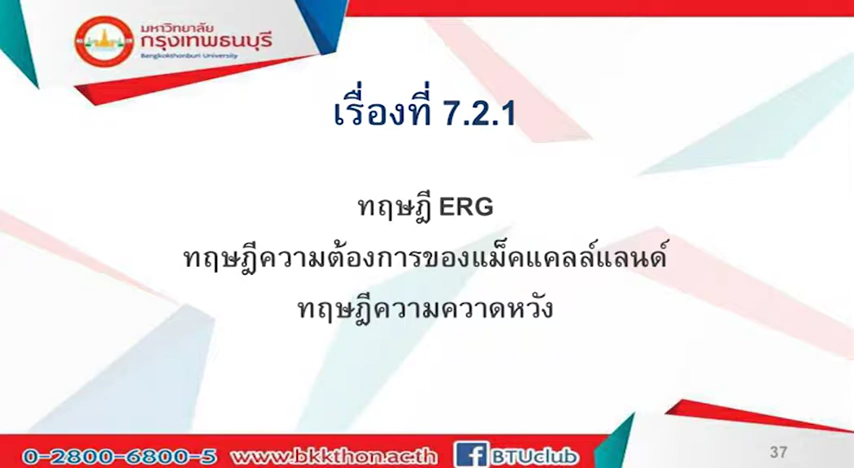 มหาวิทยาลัย
กรุงเทพธนบุรี
Bangkokthonburi University
เรื่องที่ 7.2.1
ทฤษฎี ERG
ทฤษฎีความต้องการของแม็คแคลล์แลนด์
ทฤษฎีความควาดหวัง
0-2800-6800-5 www.bkkthon.ac.th f BTUclub
37